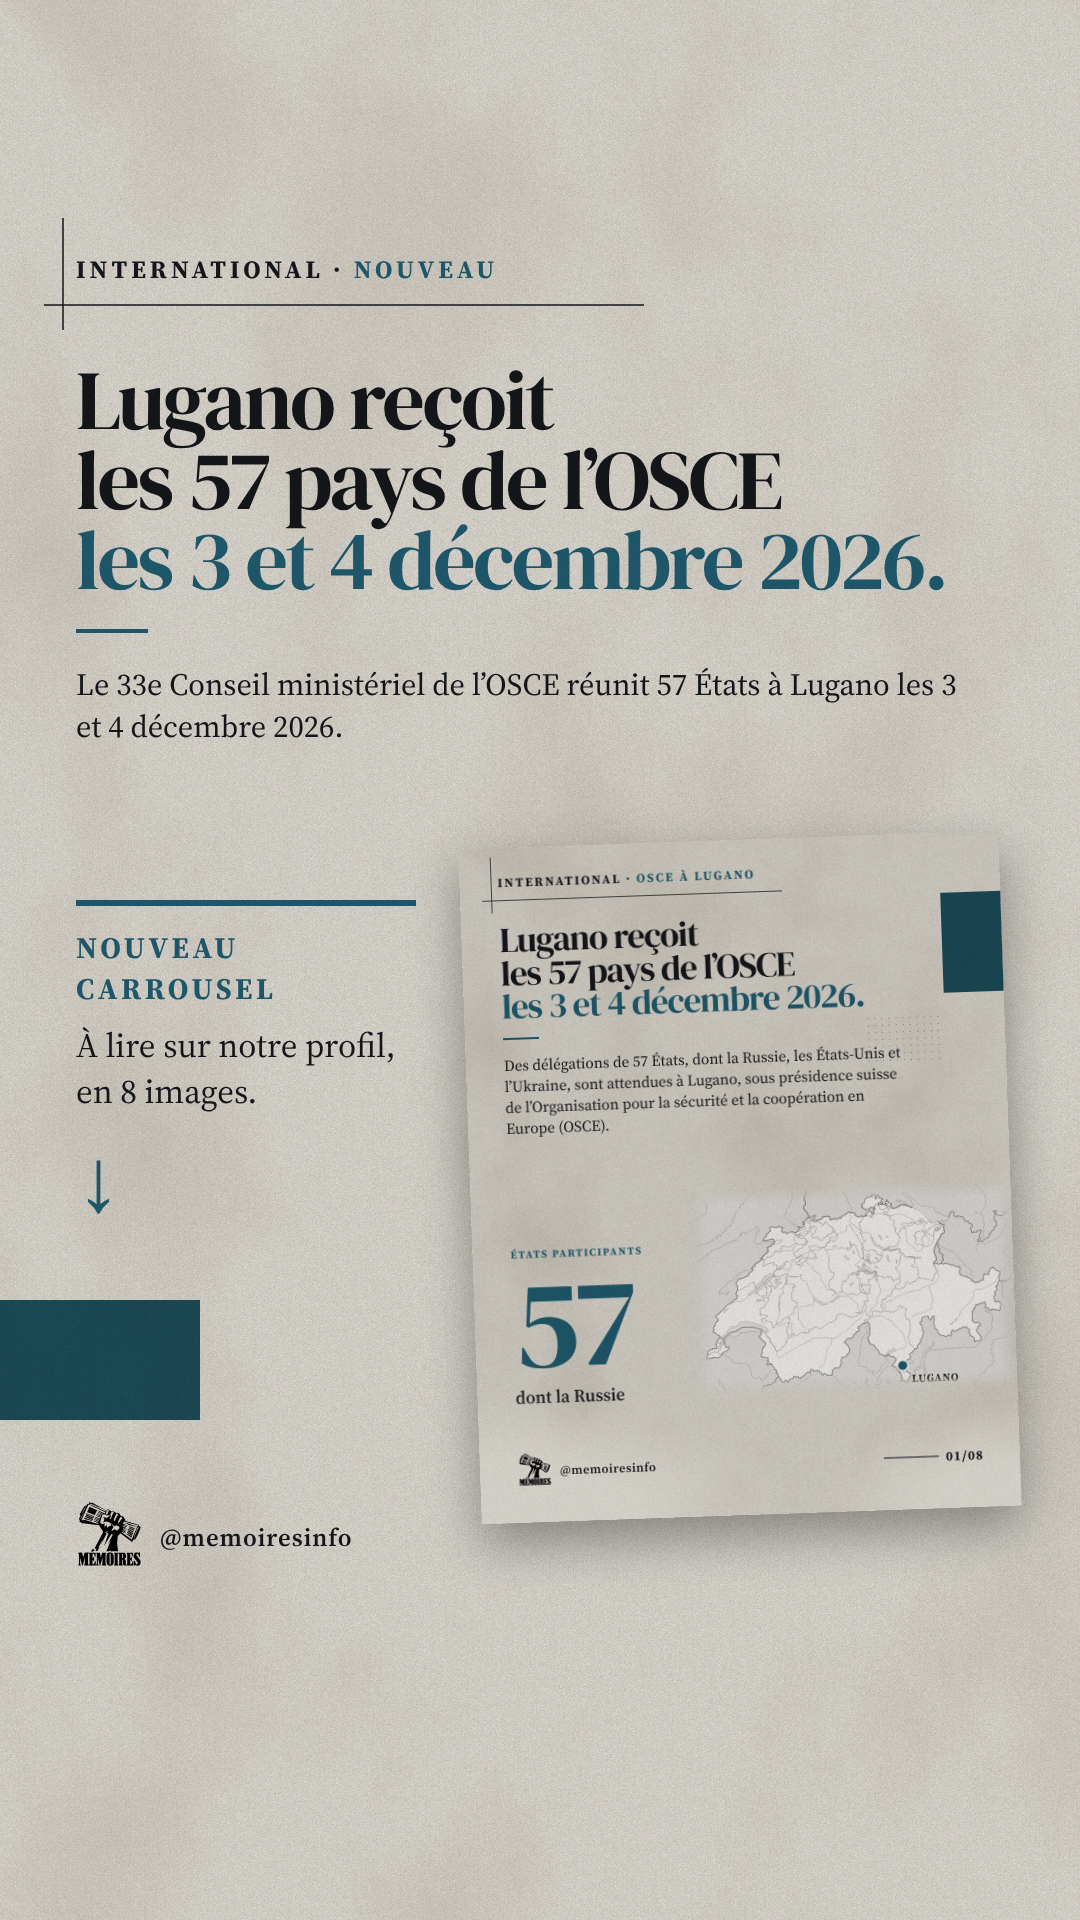 INTERNATIONAL · NOUVEAU
Lugano reçoit
les 57 pays de l’OSCE
les 3 et 4 décembre 2026.
Le 33e Conseil ministériel de l’OSCE réunit 57 États à Lugano les 3
et 4 décembre 2026.
NOUVEAU
CARROUSEL
À lire sur notre profil,
en 8 images.
↓
INTERNATIONAL · OSCE À LUGANO
Lugano reçoit
les 57 pays de l’OSCE
les 3 et 4 décembre 2026.
Des délégations de 57 États, dont la Russie, les États-Unis et
l’Ukraine, sont attendues à Lugano, sous présidence suisse
de l’Organisation pour la sécurité et la coopération en
Europe (OSCE).
ÉTATS PARTICIPANTS
57
dont la Russie
LUGANO
MÉMOIRES
@memoiresinfo
01/08
MÉMOIRES
@memoiresinfo